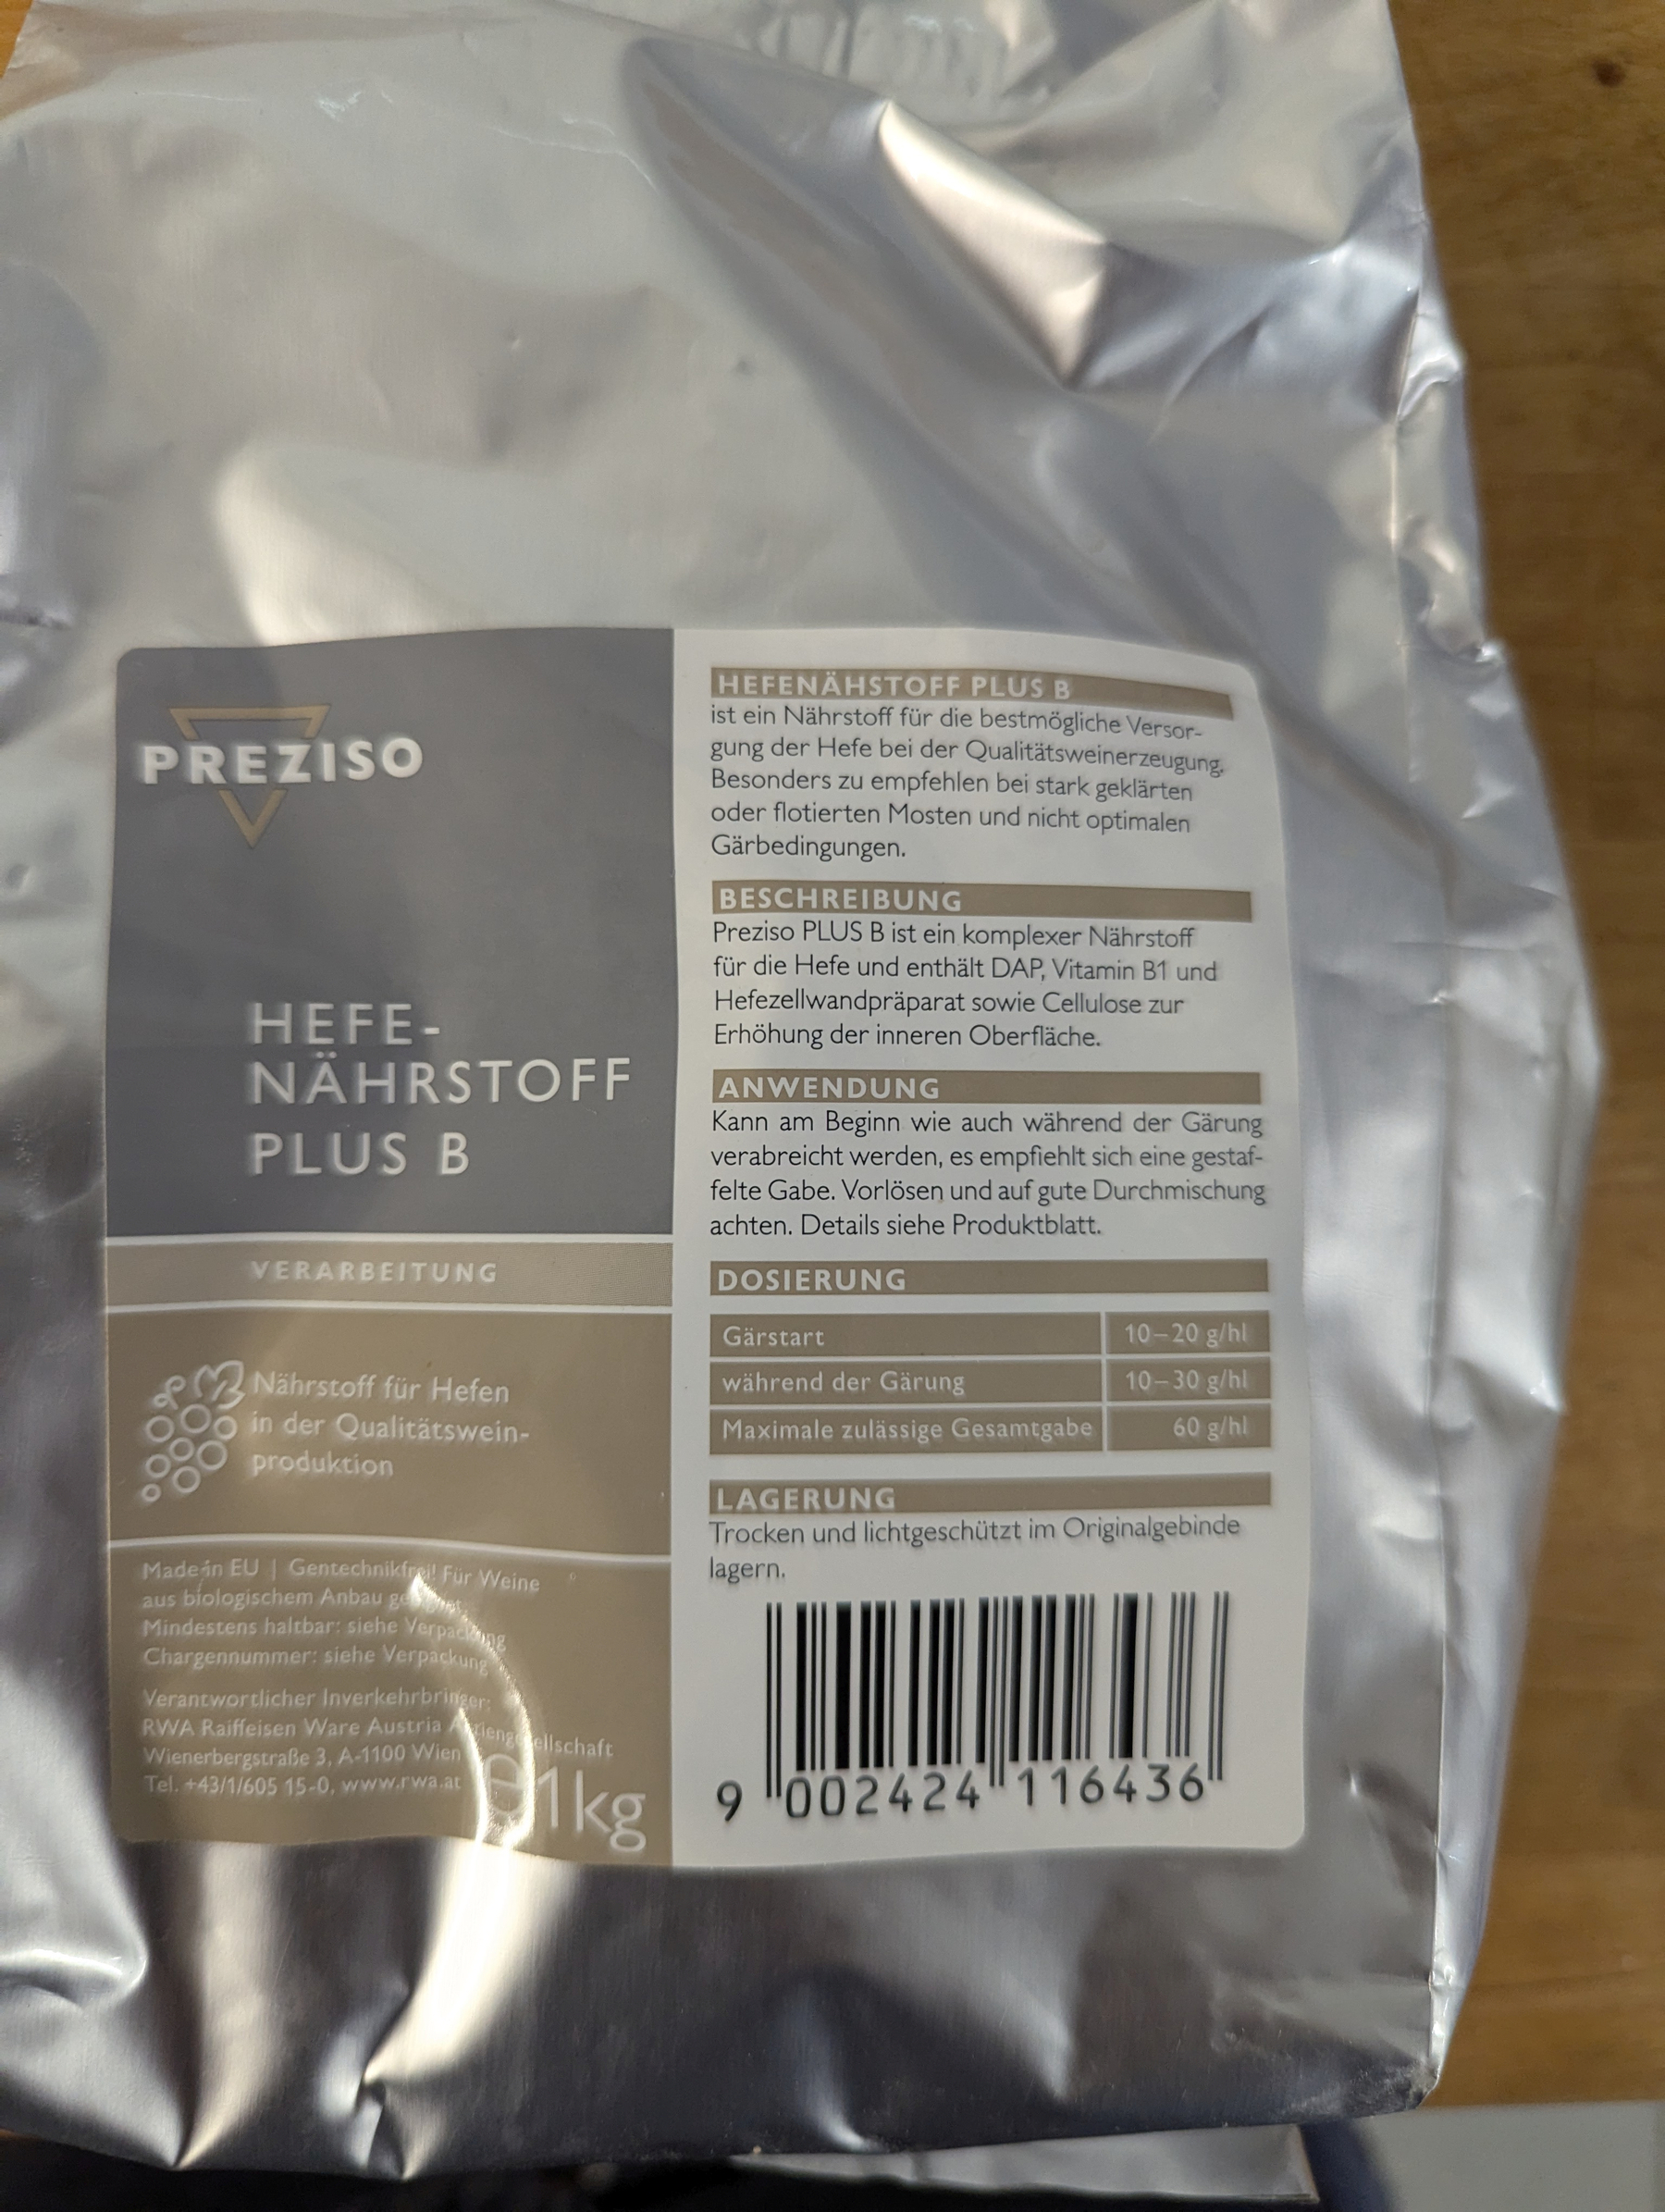 PREZISO
HEFE-
NÄHRSTOFF
PLUS B
VERARBEITUNG
Nährstoff für Hefen
in der Qualitätswein-
produktion
Made in EU | Gentechnikfrei! Für Weine
aus biologischem Anbau geeignet.
Mindestens haltbar: siehe Verpackung
Chargennummer: siehe Verpackung
Verantwortlicher Inverkehrbringer:
RWA Raiffeisen Ware Austria Aktiengesellschaft
Wienerbergstraße 3, A-1100 Wien
Tel. +43/1/605 15-0, www.rwa.at
℮1kg
HEFENÄHSTOFF PLUS B
ist ein Nährstoff für die bestmögliche Versor-
gung der Hefe bei der Qualitätsweinerzeugung.
Besonders zu empfehlen bei stark geklärten
oder flotierten Mosten und nicht optimalen
Gärbedingungen.
BESCHREIBUNG
Preziso PLUS B ist ein komplexer Nährstoff
für die Hefe und enthält DAP, Vitamin B1 und
Hefezellwandpräparat sowie Cellulose zur
Erhöhung der inneren Oberfläche.
ANWENDUNG
Kann am Beginn wie auch während der Gärung
verabreicht werden, es empfiehlt sich eine gestaf-
felte Gabe. Vorlösen und auf gute Durchmischung
achten. Details siehe Produktblatt.
DOSIERUNG
Gärstart 10–20 g/hl
während der Gärung 10–30 g/hl
Maximale zulässige Gesamtgabe 60 g/hl
LAGERUNG
Trocken und lichtgeschützt im Originalgebinde
lagern.
9 002424 116436